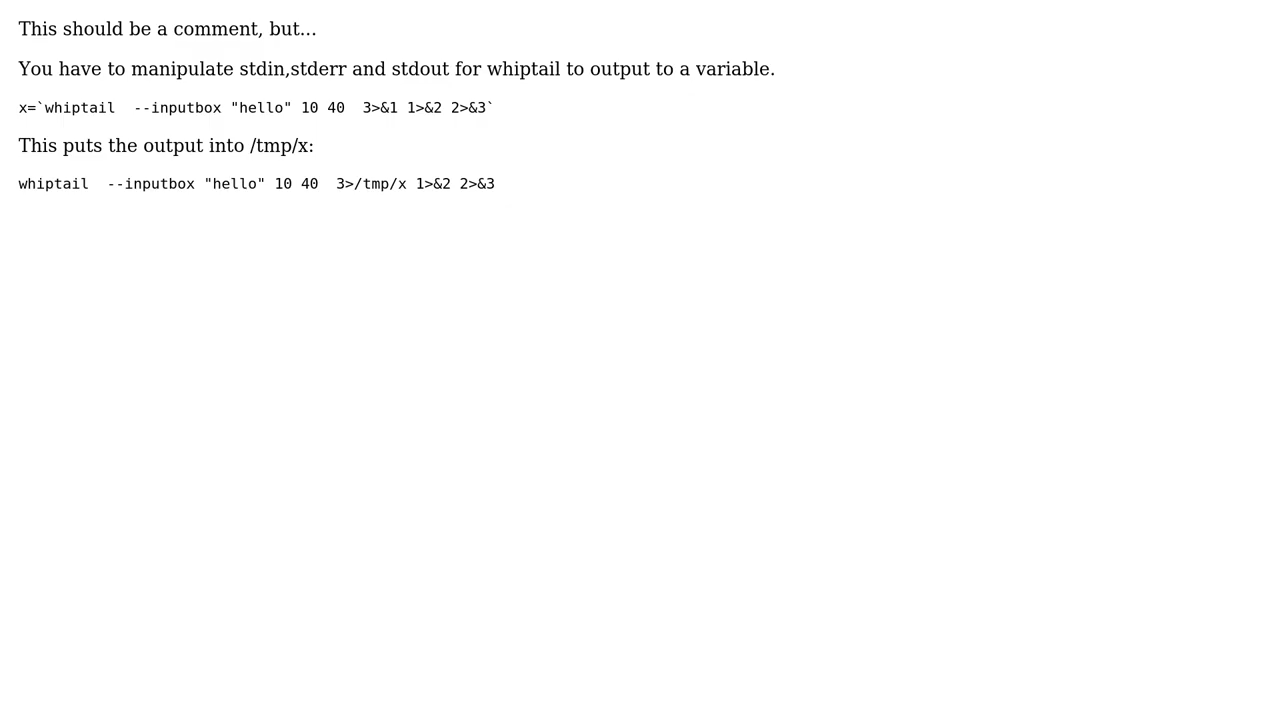 This should be a comment, but...
You have to manipulate stdin,stderr and stdout for whiptail to output to a variable.
x=`whiptail  --inputbox "hello" 10 40  3>&1 1>&2 2>&3`
This puts the output into /tmp/x:
whiptail  --inputbox "hello" 10 40  3>/tmp/x 1>&2 2>&3